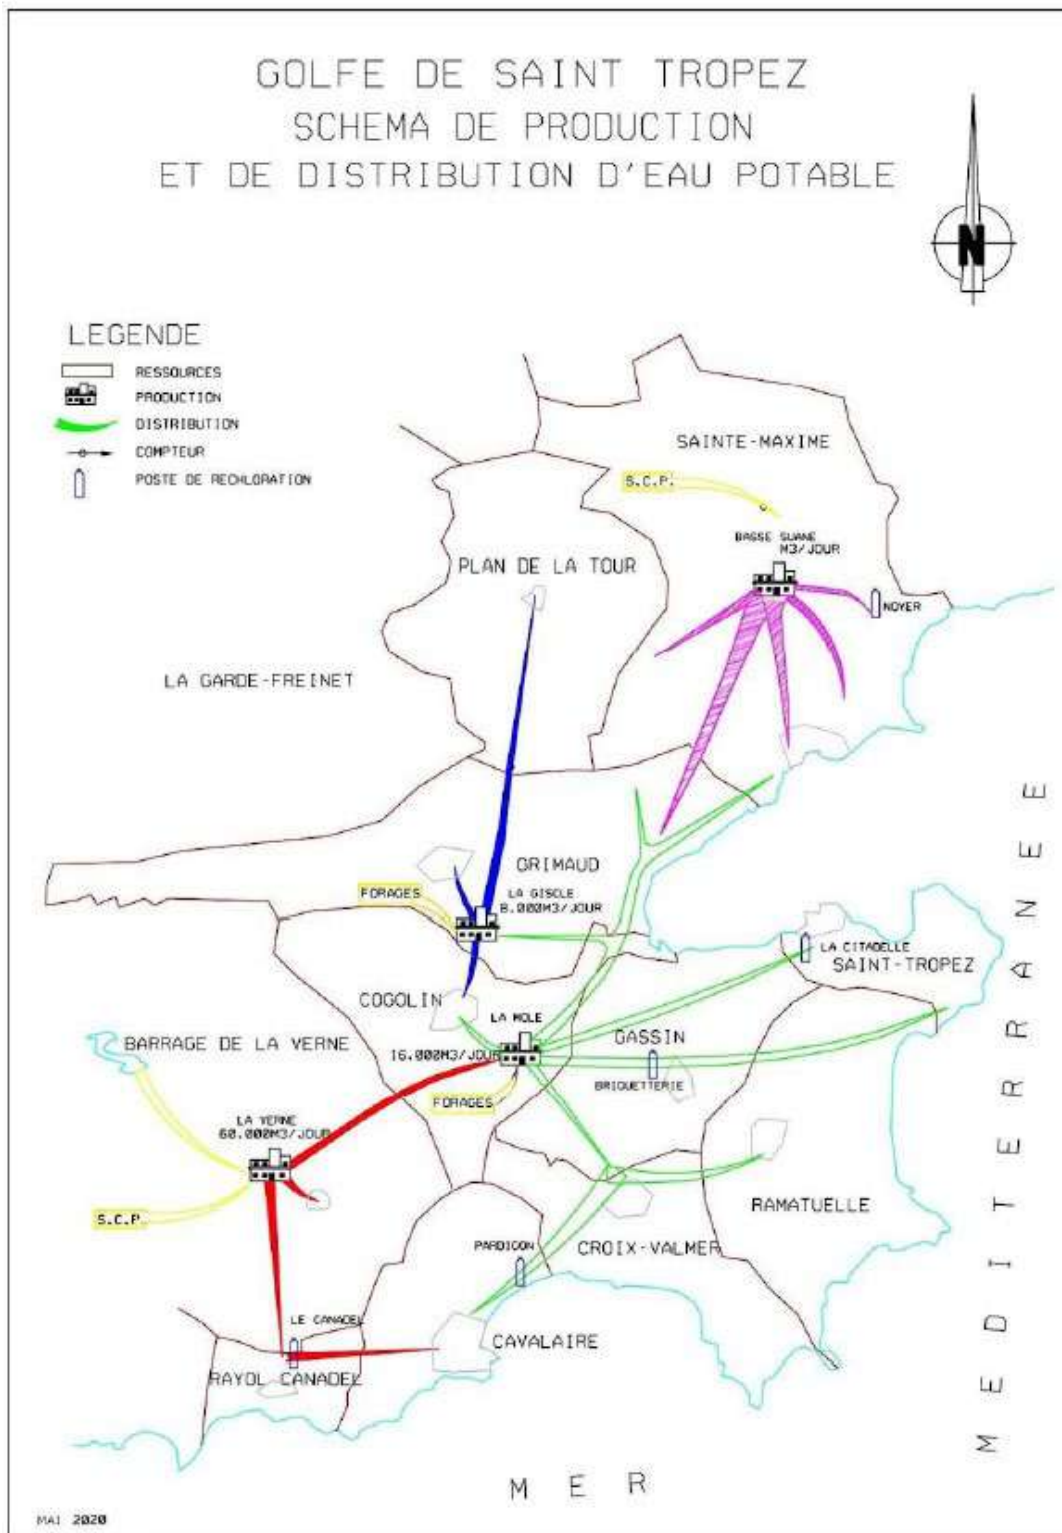 GOLFE DE SAINT TROPEZ
SCHEMA DE PRODUCTION
ET DE DISTRIBUTION D'EAU POTABLE
N
LEGENDE
RESSOURCES
PRODUCTION
DISTRIBUTION
COMPTEUR
POSTE DE RECHLORATION
SAINTE-MAXIME
S.C.P.
BASSE SUANE
M3/JOUR
PLAN DE LA TOUR
NOYER
LA GARDE-FREINET
GRIMAUD
FORAGES
LA GISCLE
8.000M3/JOUR
LA CITADELLE
SAINT-TROPEZ
COGOLIN
LA MOLE
GASSIN
BARRAGE DE LA VERNE
16.000M3/JOUR
BRIQUETTERIE
FORAGES
LA VERNE
60.000M3/JOUR
S.C.P.
RAMATUELLE
PARDIGON
CROIX-VALMER
LE CANADEL
CAVALAIRE
RAYOL CANADEL
MER
MEDITERRANEE
MAI 2020